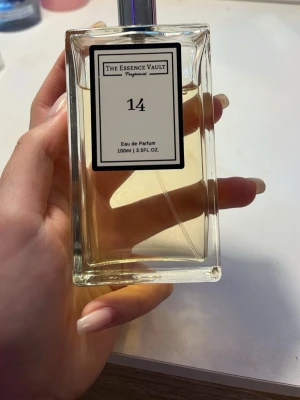 THE ESSENCE VAULT
Fragrances
14
Eau de Parfum
100ml | 3.3FL OZ.